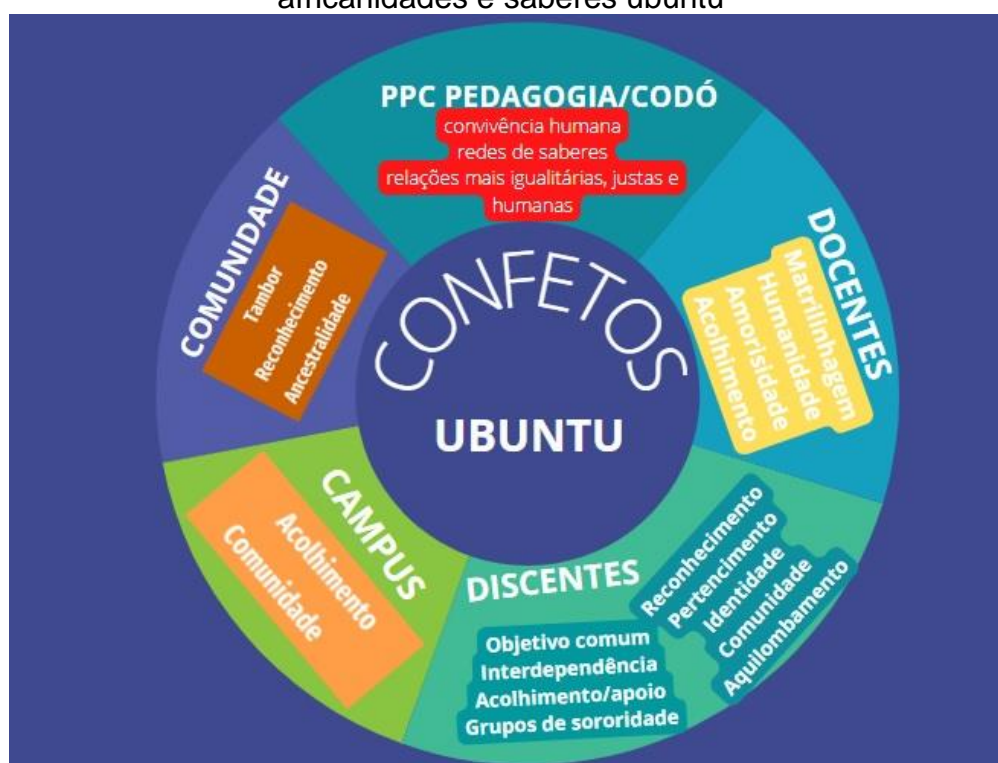 africanidades e saberes ubuntu
PPC PEDAGOGIA/CODÓ
convivência humana
redes de saberes
relações mais igualitárias, justas e
humanas
DOCENTES
Matrilinhagem
Humanidade
Amorisidade
Acolhimento
DISCENTES
Reconhecimento
Pertencimento
Identidade
Comunidade
Aquilombamento
Objetivo comum
Interdependência
Acolhimento/apoio
Grupos de sororidade
CAMPUS
Acolhimento
Comunidade
COMUNIDADE
Tambor
Reconhecimento
Ancestralidade
CONFETOS
UBUNTU